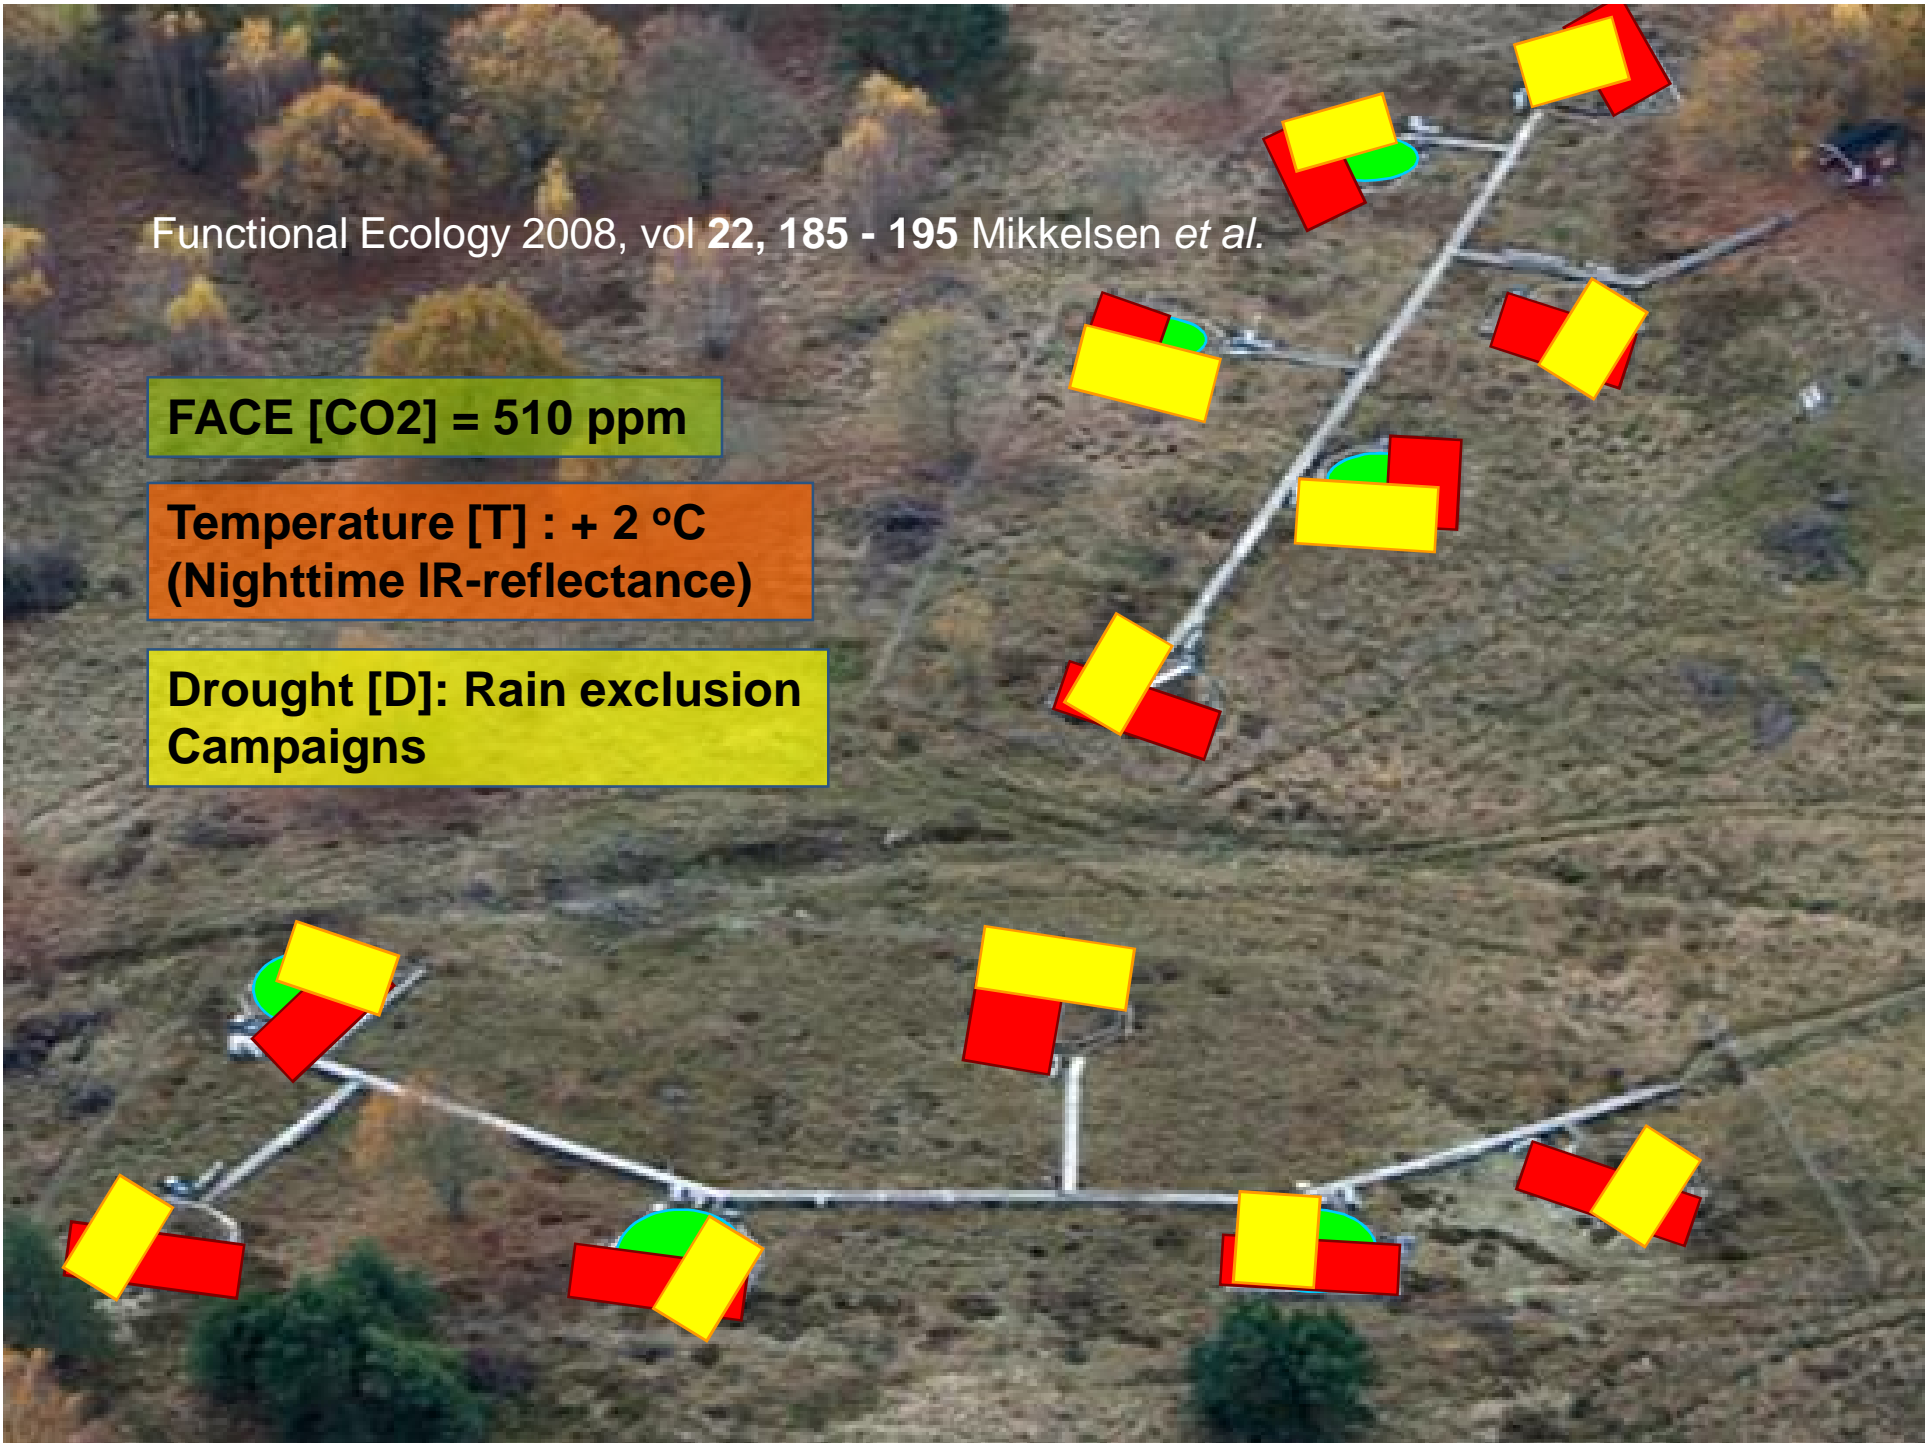 Functional Ecology 2008, vol 22, 185 - 195 Mikkelsen et al.
FACE [CO2] = 510 ppm
Temperature [T] : + 2 ºC
(Nighttime IR-reflectance)
Drought [D]: Rain exclusion
Campaigns